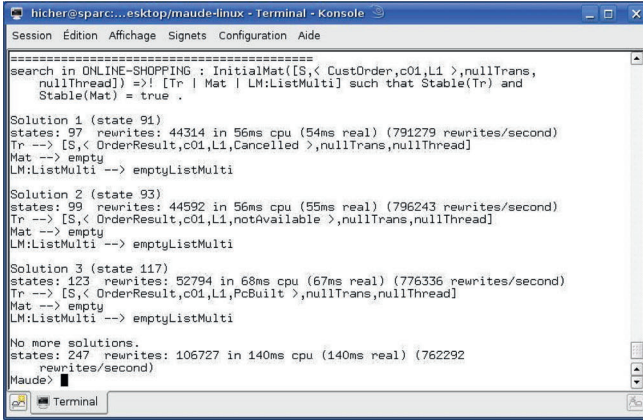 hicher@sparc:...esktop/maude-linux - Terminal - Konsole
Session Édition Affichage Signets Configuration Aide
==========================================
search in ONLINE-SHOPPING : InitialMat([S,< CustOrder,c01,L1 >,nullTrans,
nullThread]) =>! [Tr | Mat | LM:ListMulti] such that Stable(Tr) and
Stable(Mat) = true .
Solution 1 (state 91)
states: 97  rewrites: 44314 in 56ms cpu (54ms real) (791279 rewrites/second)
Tr --> [S,< OrderResult,c01,L1,Cancelled >,nullTrans,nullThread]
Mat --> empty
LM:ListMulti --> emptyListMulti
Solution 2 (state 93)
states: 99  rewrites: 44592 in 56ms cpu (55ms real) (796243 rewrites/second)
Tr --> [S,< OrderResult,c01,L1,notAvailable >,nullTrans,nullThread]
Mat --> empty
LM:ListMulti --> emptyListMulti
Solution 3 (state 117)
states: 123  rewrites: 52794 in 68ms cpu (67ms real) (776336 rewrites/second)
Tr --> [S,< OrderResult,c01,L1,PcBuilt >,nullTrans,nullThread]
Mat --> empty
LM:ListMulti --> emptyListMulti
No more solutions.
states: 247  rewrites: 106727 in 140ms cpu (140ms real) (762292
rewrites/second)
Maude>
Terminal